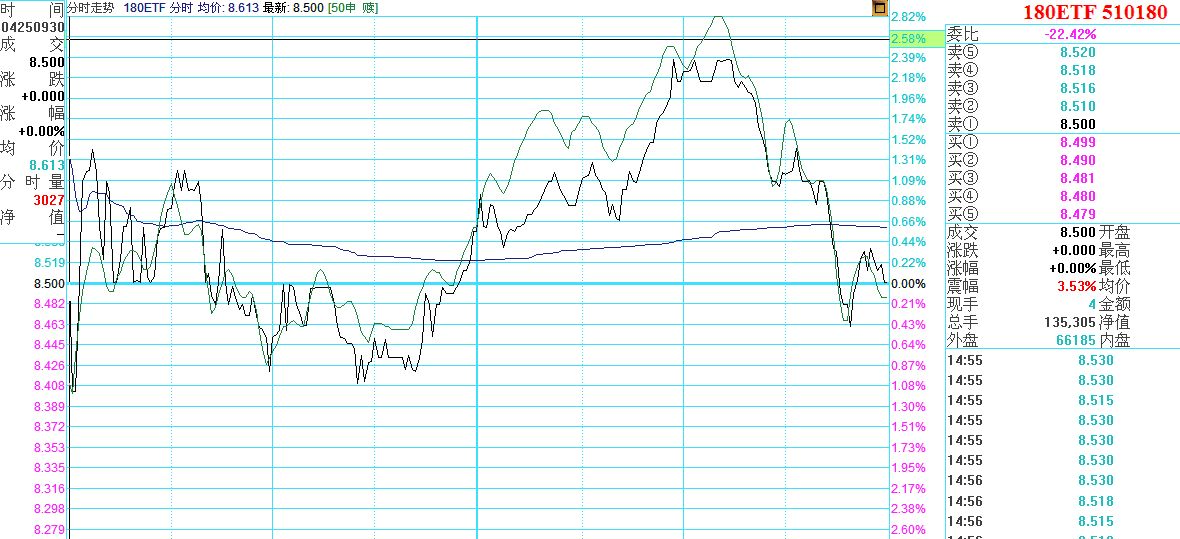 时 间
04250930
成 交
8.500
涨 跌
+0.000
涨 幅
+0.00%
均 价
8.613
分 时 量
3027
净 值
—
分时走势 180ETF 分时 均价: 8.613 最新: 8.500 [50申 赎]
8.519
8.500
8.482
8.463
8.445
8.426
8.408
8.389
8.372
8.353
8.335
8.316
8.298
8.279
2.82%
2.58%
2.39%
2.18%
1.96%
1.74%
1.52%
1.31%
1.09%
0.88%
0.66%
0.44%
0.22%
0.00%
0.21%
0.43%
0.64%
0.87%
1.08%
1.30%
1.51%
1.73%
1.95%
2.17%
2.38%
2.60%
180ETF 510180
委比 -22.42%
卖⑤ 8.520
卖④ 8.518
卖③ 8.516
卖② 8.510
卖① 8.500
买① 8.499
买② 8.490
买③ 8.481
买④ 8.480
买⑤ 8.479
成交 8.500 开盘
涨跌 +0.000 最高
涨幅 +0.00% 最低
震幅 3.53% 均价
现手 4 金额
总手 135,305 净值
外盘 66185 内盘
14:55 8.530
14:55 8.530
14:55 8.515
14:55 8.530
14:55 8.530
14:55 8.530
14:56 8.530
14:56 8.518
14:56 8.515